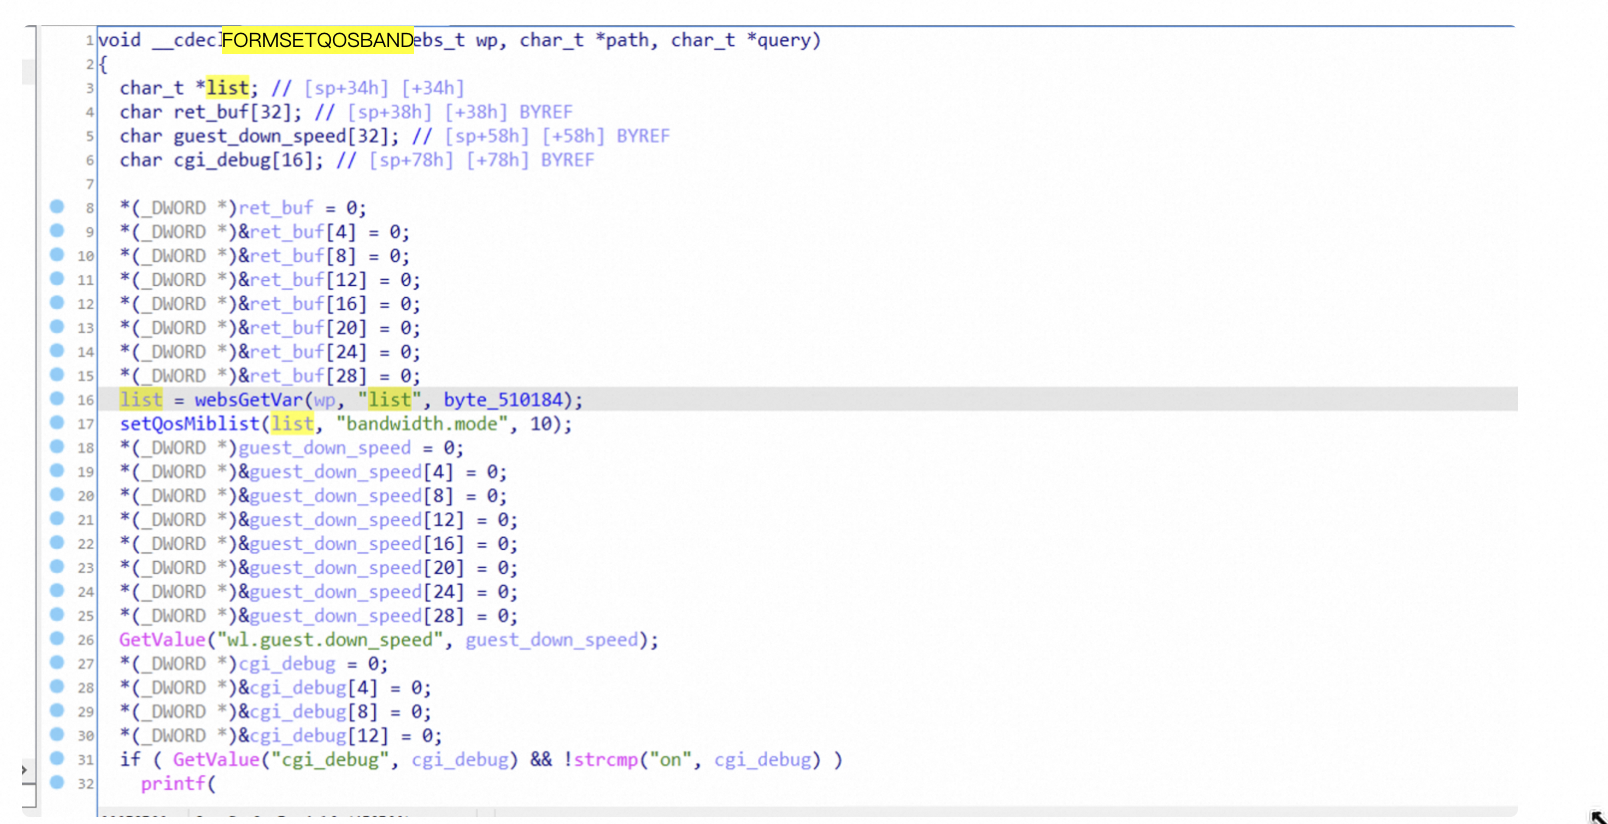 1 void __cdecl FORMSETQOSBAND ebs_t wp, char_t *path, char_t *query)
2 {
3 char_t *list; // [sp+34h] [+34h]
4 char ret_buf[32]; // [sp+38h] [+38h] BYREF
5 char guest_down_speed[32]; // [sp+58h] [+58h] BYREF
6 char cgi_debug[16]; // [sp+78h] [+78h] BYREF
7
8 *(_DWORD *)ret_buf = 0;
9 *(_DWORD *)&ret_buf[4] = 0;
10 *(_DWORD *)&ret_buf[8] = 0;
11 *(_DWORD *)&ret_buf[12] = 0;
12 *(_DWORD *)&ret_buf[16] = 0;
13 *(_DWORD *)&ret_buf[20] = 0;
14 *(_DWORD *)&ret_buf[24] = 0;
15 *(_DWORD *)&ret_buf[28] = 0;
16 list = websGetVar(wp, "list", byte_510184);
17 setQosMiblist(list, "bandwidth.mode", 10);
18 *(_DWORD *)guest_down_speed = 0;
19 *(_DWORD *)&guest_down_speed[4] = 0;
20 *(_DWORD *)&guest_down_speed[8] = 0;
21 *(_DWORD *)&guest_down_speed[12] = 0;
22 *(_DWORD *)&guest_down_speed[16] = 0;
23 *(_DWORD *)&guest_down_speed[20] = 0;
24 *(_DWORD *)&guest_down_speed[24] = 0;
25 *(_DWORD *)&guest_down_speed[28] = 0;
26 GetValue("wl.guest.down_speed", guest_down_speed);
27 *(_DWORD *)cgi_debug = 0;
28 *(_DWORD *)&cgi_debug[4] = 0;
29 *(_DWORD *)&cgi_debug[8] = 0;
30 *(_DWORD *)&cgi_debug[12] = 0;
31 if ( GetValue("cgi_debug", cgi_debug) && !strcmp("on", cgi_debug) )
32 printf(